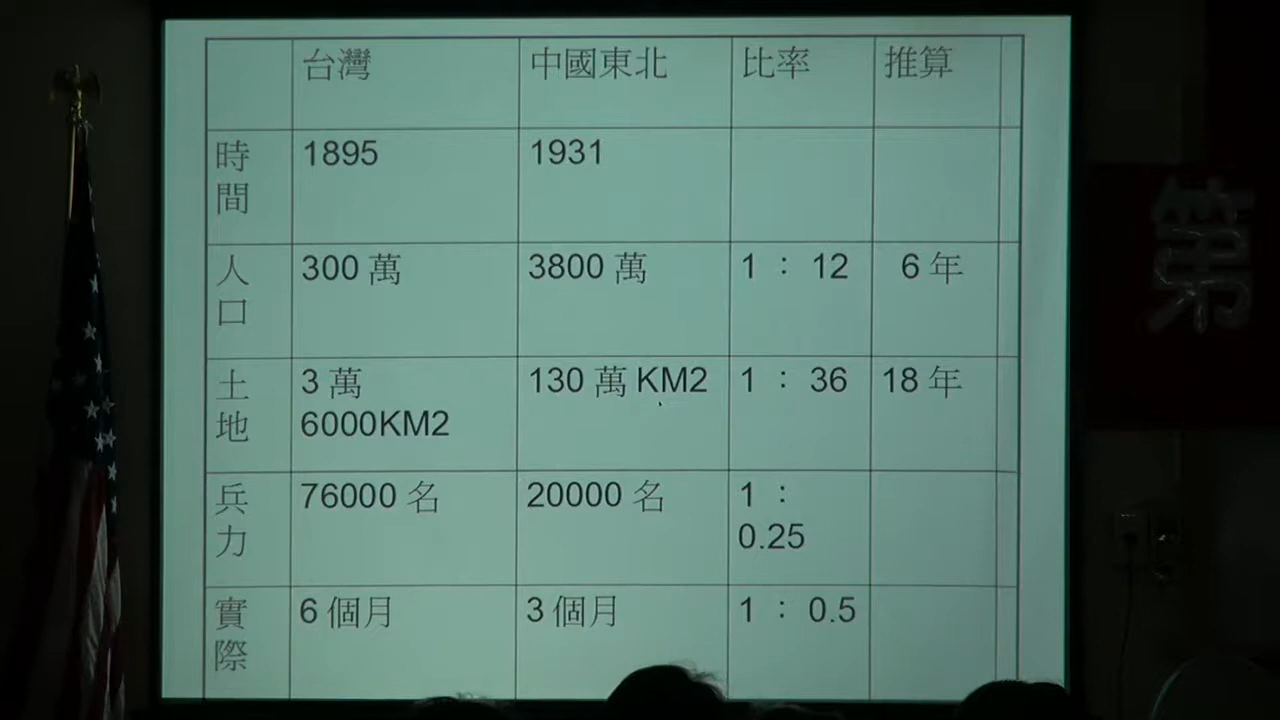 台灣 中國東北 比率 推算
時間 1895 1931
人口 300 萬 3800 萬 1 : 12 6 年
土地 3 萬 6000KM2 130 萬 KM2 1 : 36 18 年
兵力 76000 名 20000 名 1 : 0.25
實際 6 個月 3 個月 1 : 0.5
第